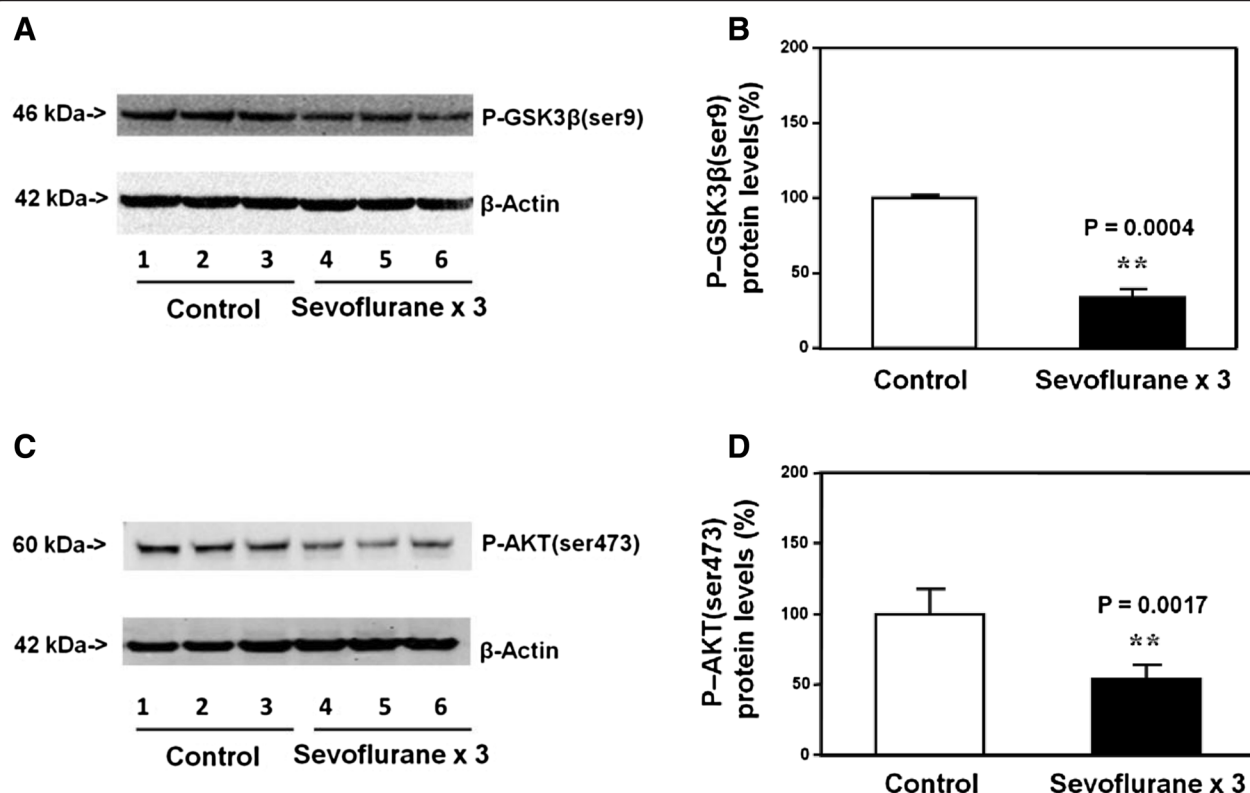 A
46 kDa->
P-GSK3β(ser9)
42 kDa->
β-Actin
1 2 3 4 5 6
Control
Sevoflurane x 3
B
P–GSK3β(ser9)
protein levels(%)
200
150
100
50
0
P = 0.0004
**
Control
Sevoflurane x 3
C
60 kDa->
P-AKT(ser473)
42 kDa->
β-Actin
1 2 3 4 5 6
Control
Sevoflurane x 3
D
P–AKT(ser473)
protein levels (%)
200
150
100
50
0
P = 0.0017
**
Control
Sevoflurane x 3